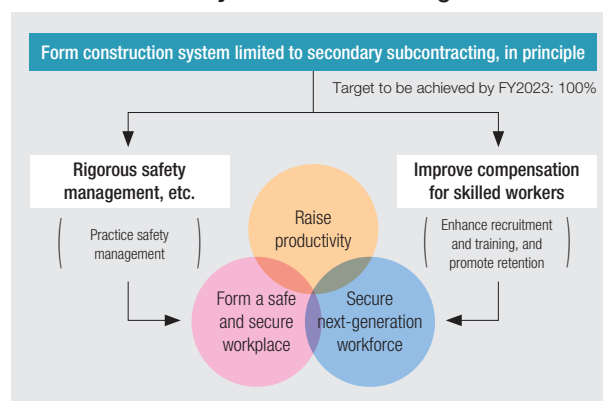 Form construction system limited to secondary subcontracting, in principle
Target to be achieved by FY2023: 100%
Rigorous safety
management, etc.
Practice safety
management
Improve compensation
for skilled workers
Enhance recruitment
and training, and
promote retention
Raise
productivity
Form a safe
and secure
workplace
Secure
next-generation
workforce